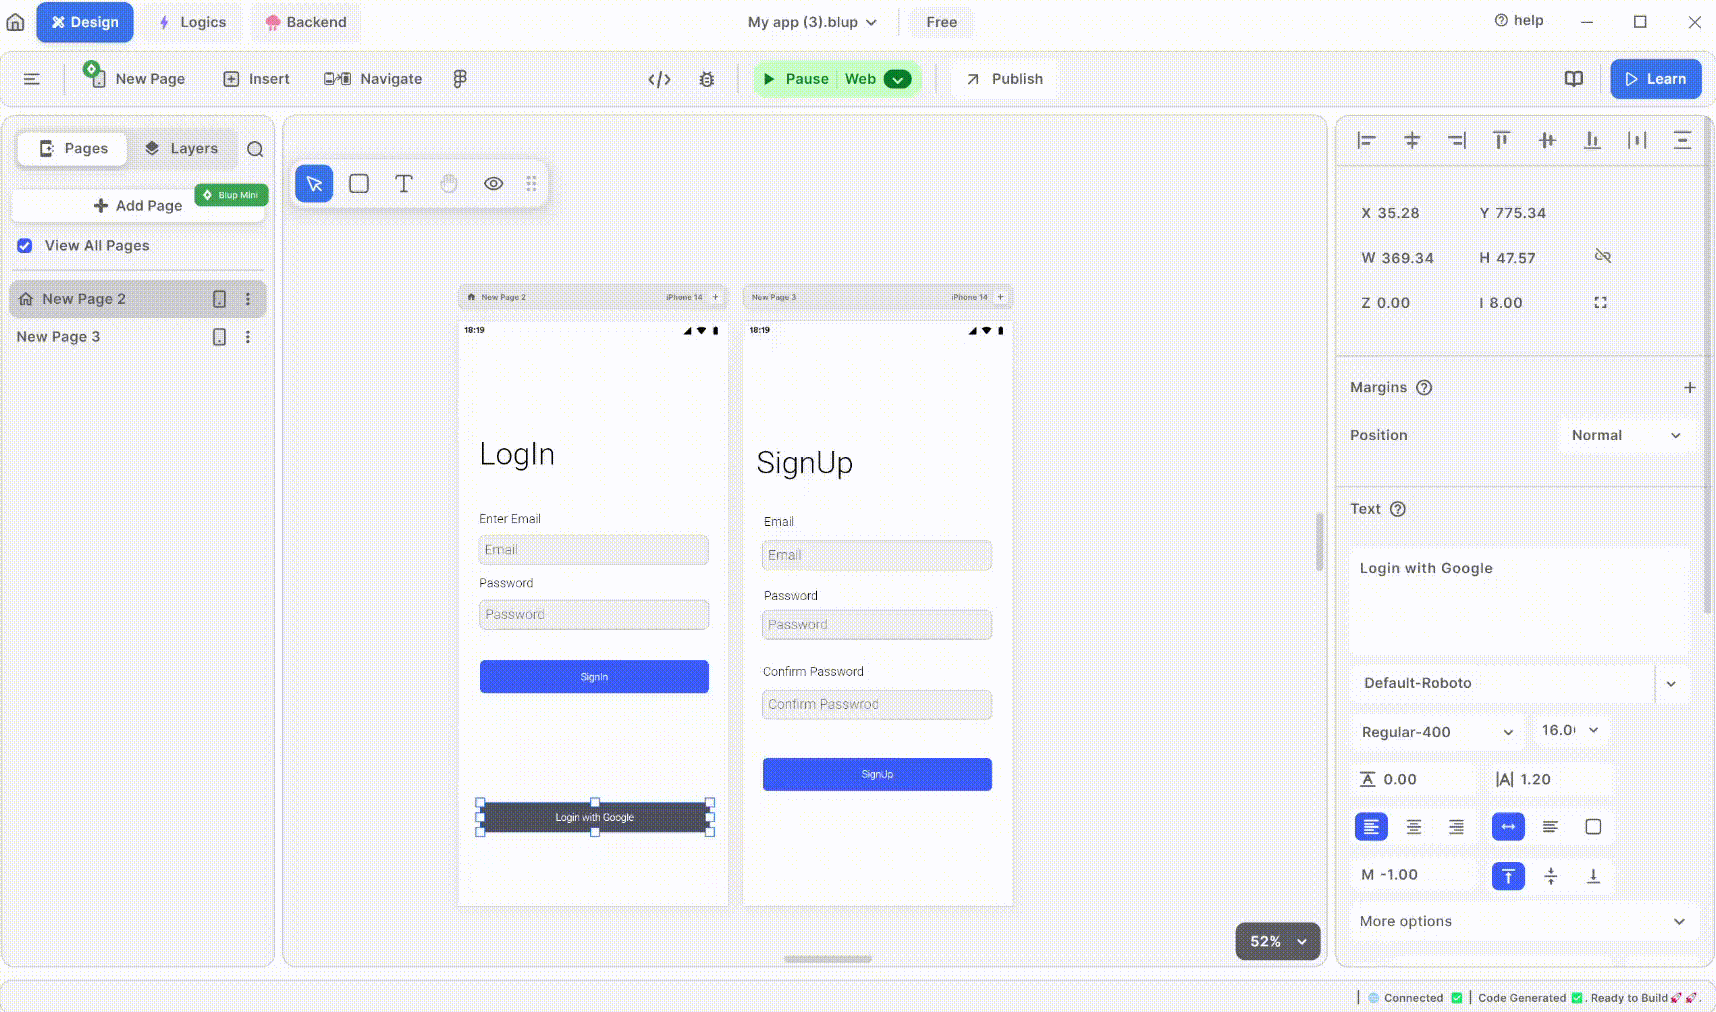 Design
Logics
Backend
My app (3).blup
Free
help
New Page
Insert
Navigate
Pause
Web
Publish
Learn
Pages
Layers
Blup Mini
Add Page
View All Pages
New Page 2
New Page 3
New Page 2
iPhone 14
New Page 3
iPhone 14
18:19
18:19
LogIn
Enter Email
Email
Password
Password
SignIn
Login with Google
SignUp
Email
Email
Password
Password
Confirm Password
Confirm Passwrod
SignUp
52%
X 35.28
Y 775.34
W 369.34
H 47.57
Z 0.00
I 8.00
Margins
Position
Normal
Text
Login with Google
Default-Roboto
Regular-400
0.00
1.20
M -1.00
More options
Connected
Code Generated ✅. Ready to Build🚀🚀.